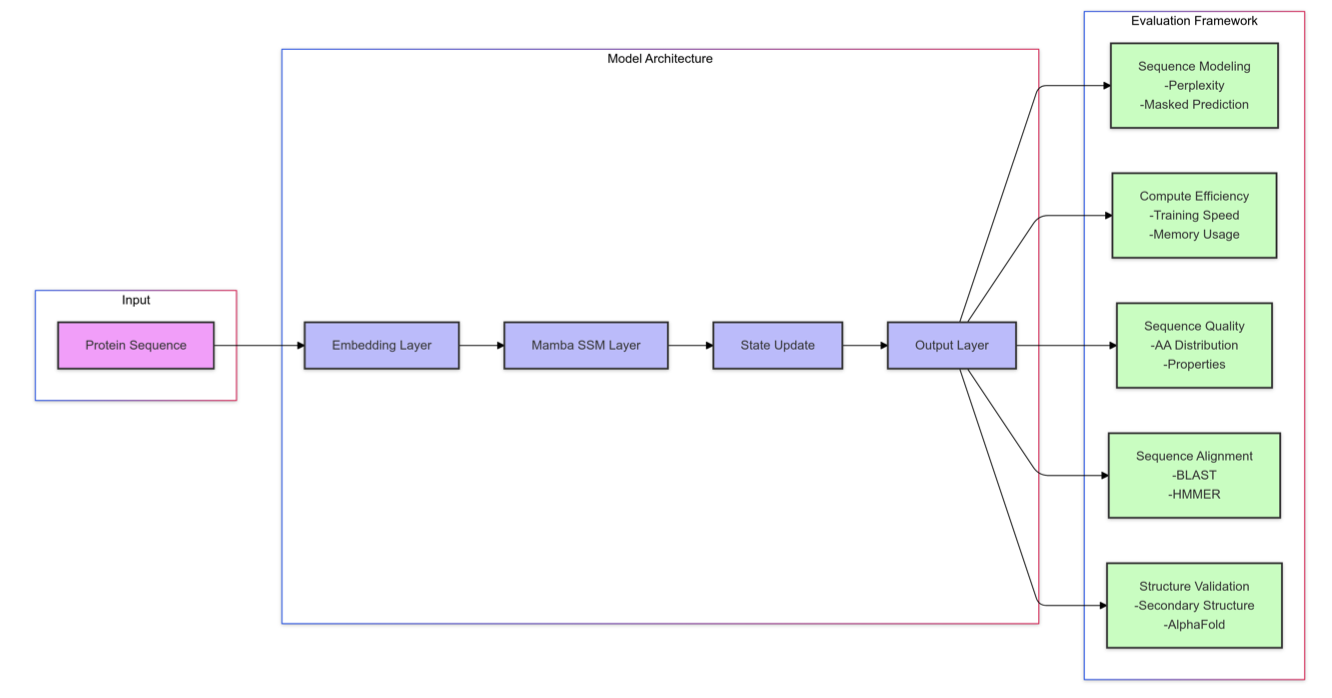 Input
Protein Sequence
Model Architecture
Embedding Layer
Mamba SSM Layer
State Update
Output Layer
Evaluation Framework
Sequence Modeling
-Perplexity
-Masked Prediction
Compute Efficiency
-Training Speed
-Memory Usage
Sequence Quality
-AA Distribution
-Properties
Sequence Alignment
-BLAST
-HMMER
Structure Validation
-Secondary Structure
-AlphaFold